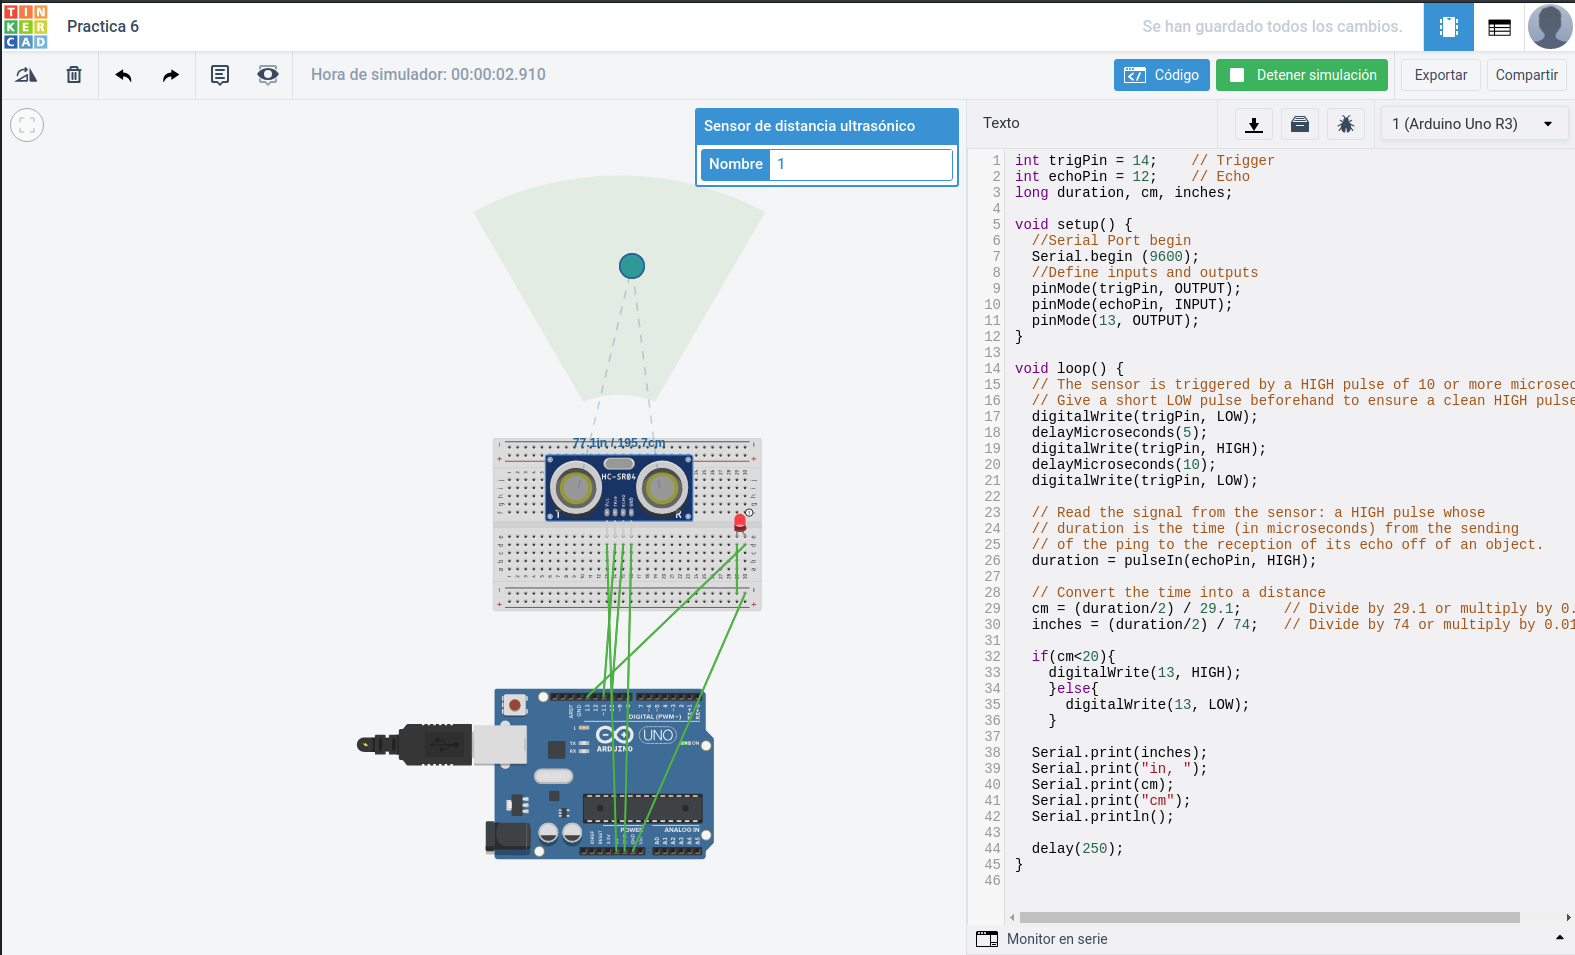 TIN
KER
CAD
Practica 6
Se han guardado todos los cambios.
Hora de simulador: 00:00:02.910
Código
Detener simulación
Exportar
Compartir
Sensor de distancia ultrasónico
Nombre 1
77.1in / 195.7cm
HC-SR04
T R
DIGITAL (PWM~)
UNO
ARDUINO
TX
RX
L
ON
POWER ANALOG IN
Texto
1 (Arduino Uno R3)
1 int trigPin = 14;    // Trigger
2 int echoPin = 12;    // Echo
3 long duration, cm, inches;
4
5 void setup() {
6   //Serial Port begin
7   Serial.begin (9600);
8   //Define inputs and outputs
9   pinMode(trigPin, OUTPUT);
10   pinMode(echoPin, INPUT);
11   pinMode(13, OUTPUT);
12 }
13
14 void loop() {
15   // The sensor is triggered by a HIGH pulse of 10 or more microsec
16   // Give a short LOW pulse beforehand to ensure a clean HIGH pulse
17   digitalWrite(trigPin, LOW);
18   delayMicroseconds(5);
19   digitalWrite(trigPin, HIGH);
20   delayMicroseconds(10);
21   digitalWrite(trigPin, LOW);
22
23   // Read the signal from the sensor: a HIGH pulse whose
24   // duration is the time (in microseconds) from the sending
25   // of the ping to the reception of its echo off of an object.
26   duration = pulseIn(echoPin, HIGH);
27
28   // Convert the time into a distance
29   cm = (duration/2) / 29.1;     // Divide by 29.1 or multiply by 0.
30   inches = (duration/2) / 74;   // Divide by 74 or multiply by 0.01
31
32   if(cm<20){
33     digitalWrite(13, HIGH);
34     }else{
35       digitalWrite(13, LOW);
36     }
37
38   Serial.print(inches);
39   Serial.print("in, ");
40   Serial.print(cm);
41   Serial.print("cm");
42   Serial.println();
43
44   delay(250);
45 }
46
Monitor en serie